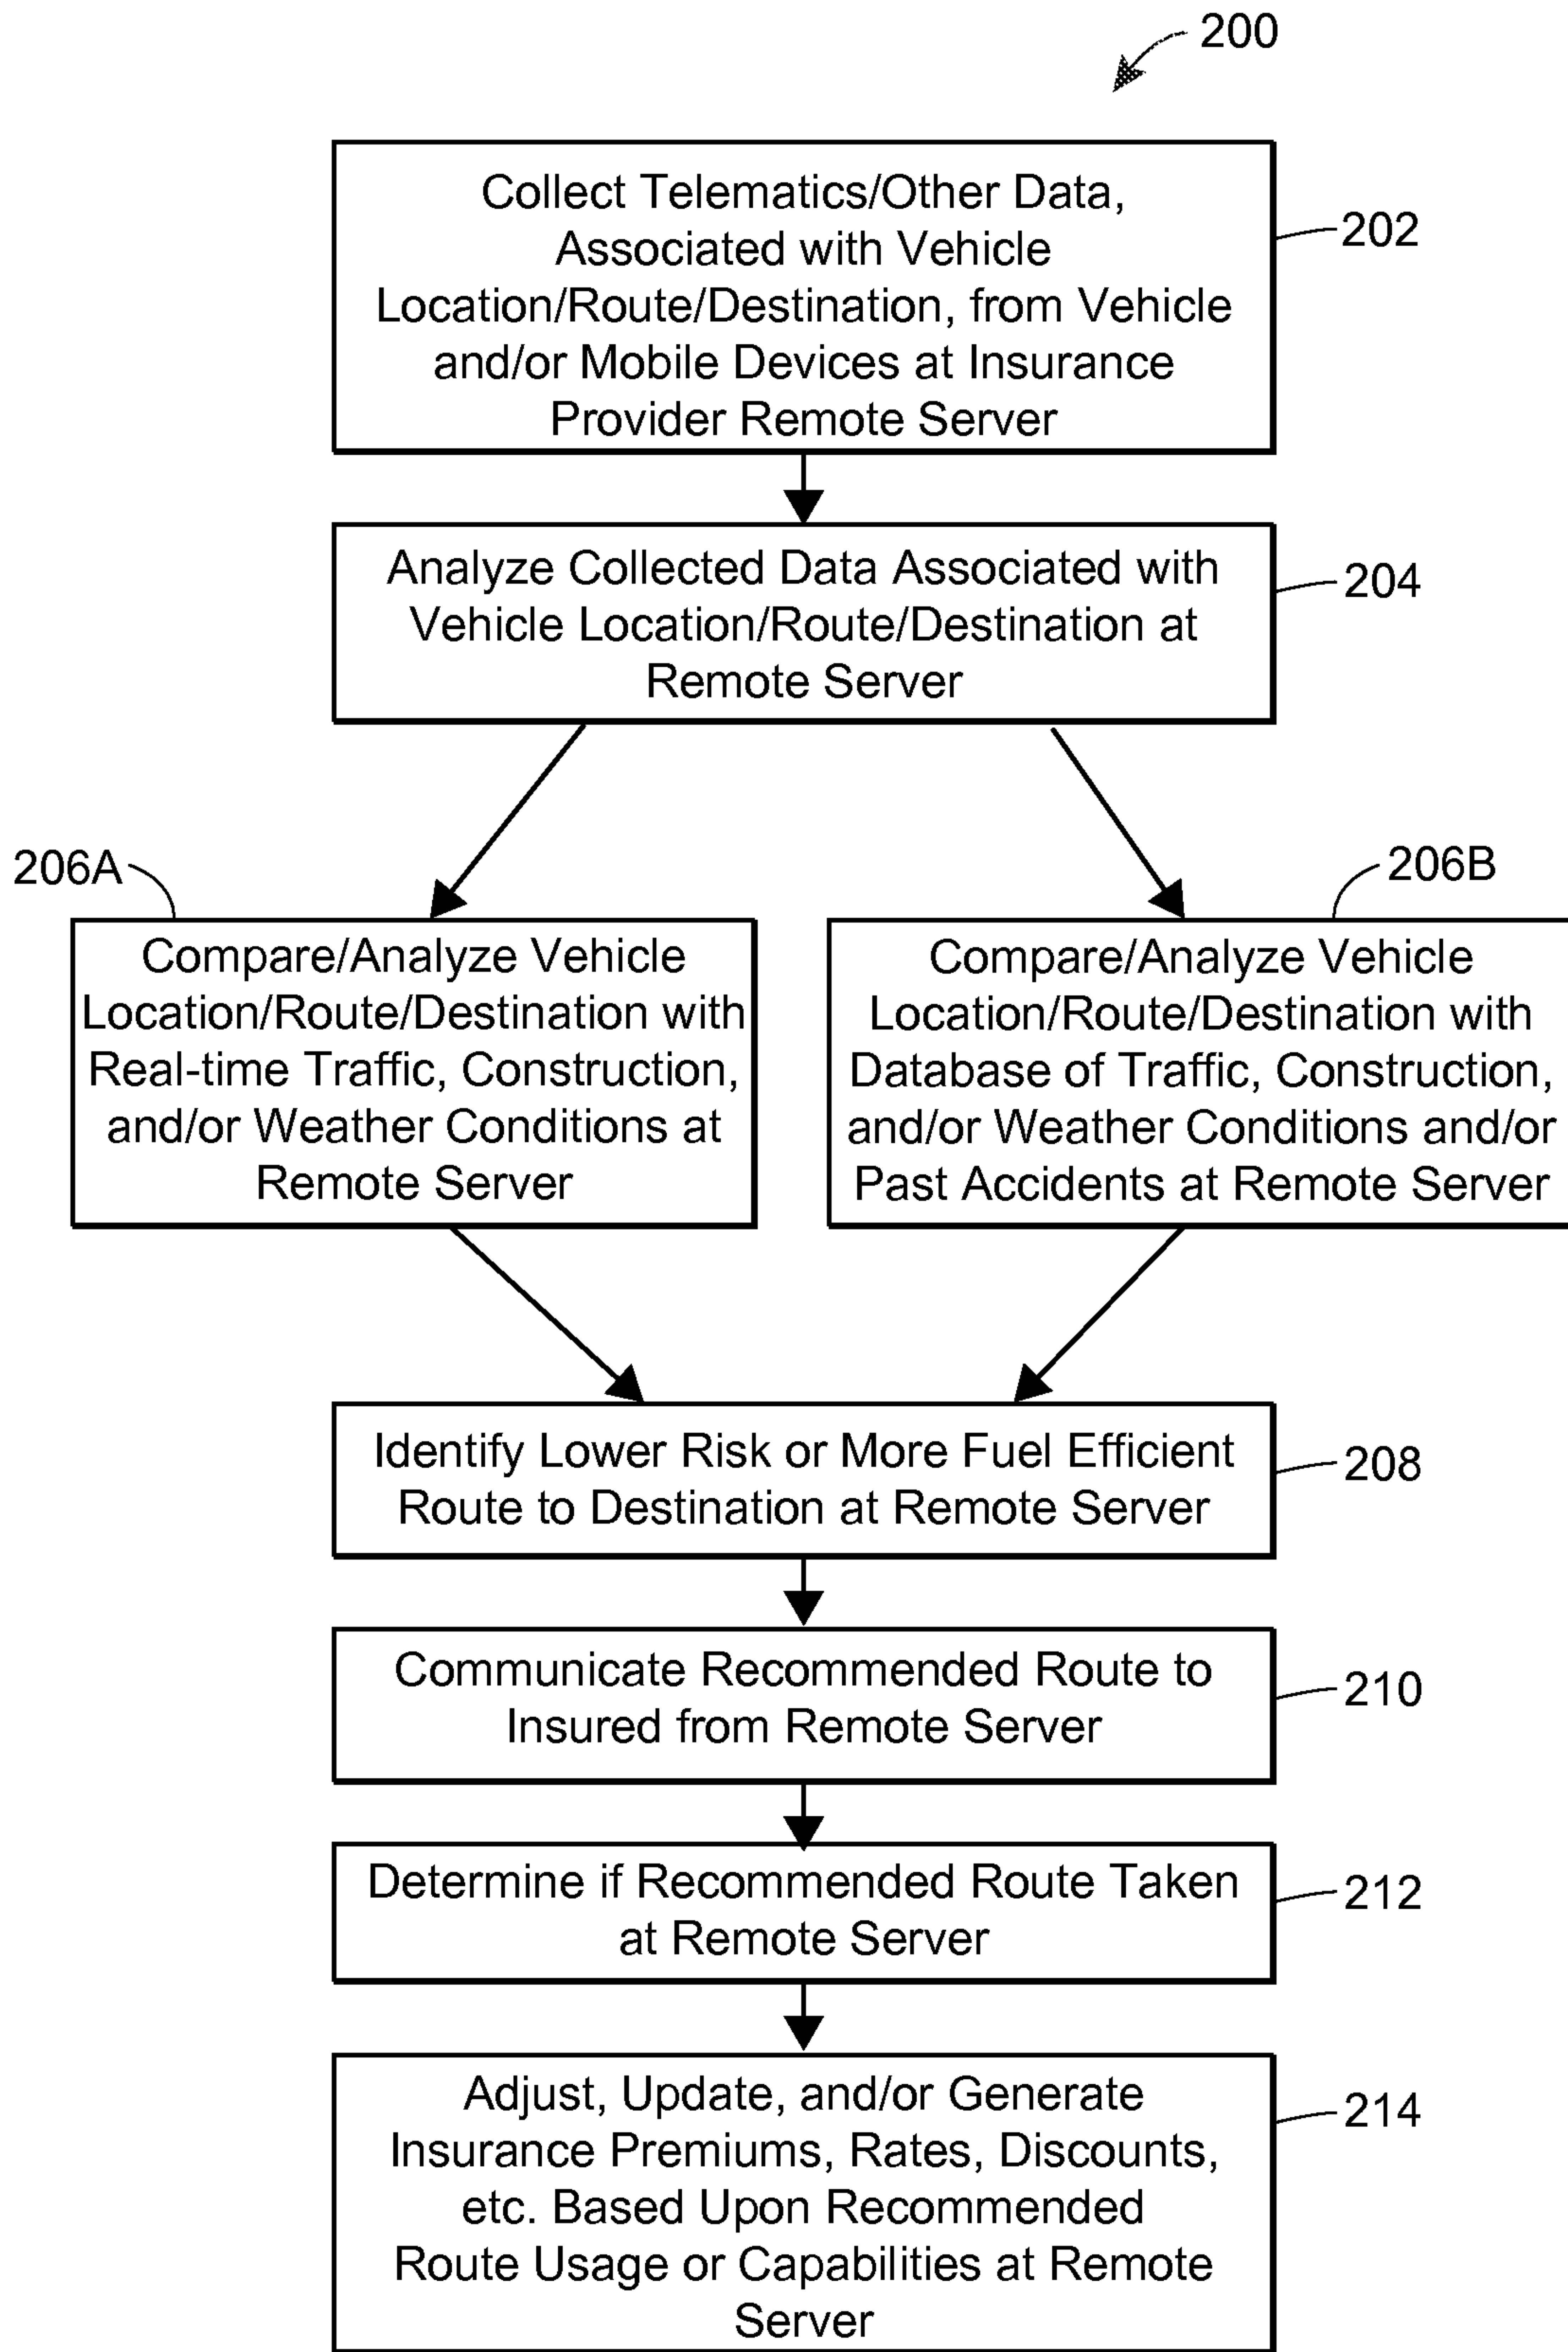 200
Collect Telematics/Other Data,
Associated with Vehicle
Location/Route/Destination, from Vehicle
and/or Mobile Devices at Insurance
Provider Remote Server
202
Analyze Collected Data Associated with
Vehicle Location/Route/Destination at
Remote Server
204
206A
Compare/Analyze Vehicle
Location/Route/Destination with
Real-time Traffic, Construction,
and/or Weather Conditions at
Remote Server
206B
Compare/Analyze Vehicle
Location/Route/Destination with
Database of Traffic, Construction,
and/or Weather Conditions and/or
Past Accidents at Remote Server
Identify Lower Risk or More Fuel Efficient
Route to Destination at Remote Server
208
Communicate Recommended Route to
Insured from Remote Server
210
Determine if Recommended Route Taken
at Remote Server
212
Adjust, Update, and/or Generate
Insurance Premiums, Rates, Discounts,
etc. Based Upon Recommended
Route Usage or Capabilities at Remote
Server
214